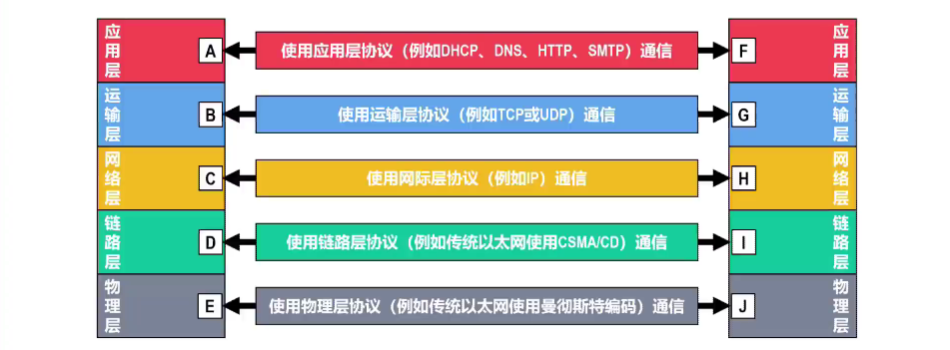 应用层
A
使用应用层协议（例如DHCP、DNS、HTTP、SMTP）通信
F
应用层
运输层
B
使用运输层协议（例如TCP或UDP）通信
G
运输层
网络层
C
使用网际层协议（例如IP）通信
H
网络层
链路层
D
使用链路层协议（例如传统以太网使用CSMA/CD）通信
I
链路层
物理层
E
使用物理层协议（例如传统以太网使用曼彻斯特编码）通信
J
物理层